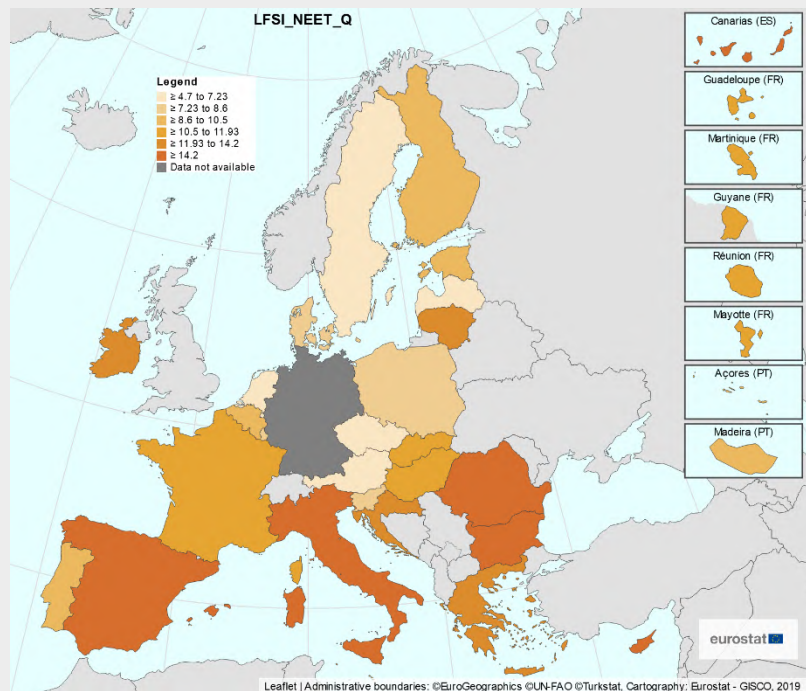 LFSI_NEET_Q
Legend
≥ 4.7 to 7.23
≥ 7.23 to 8.6
≥ 8.6 to 10.5
≥ 10.5 to 11.93
≥ 11.93 to 14.2
≥ 14.2
Data not available
Canarias (ES)
Guadeloupe (FR)
Martinique (FR)
Guyane (FR)
Réunion (FR)
Mayotte (FR)
Açores (PT)
Madeira (PT)
eurostat
Leaflet | Administrative boundaries: ©EuroGeographics ©UN-FAO ©Turkstat, Cartography: Eurostat - GISCO, 2019